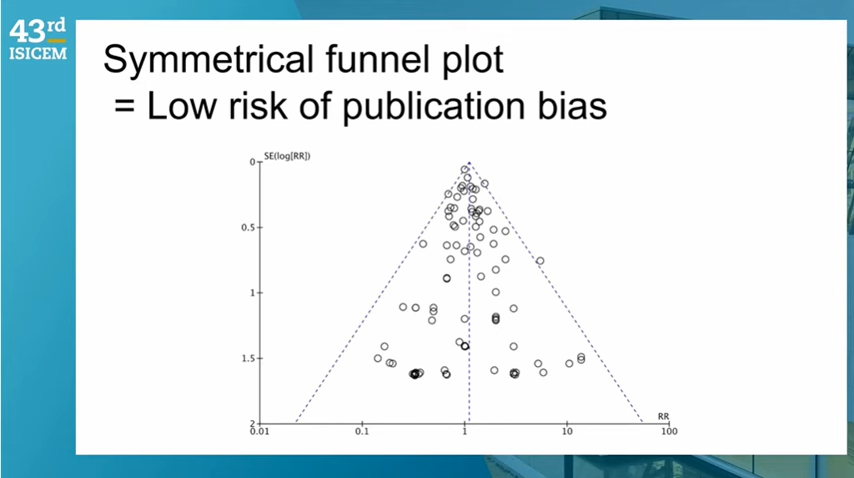 43rd
ISICEM
Symmetrical funnel plot
= Low risk of publication bias
SE(log[RR])
0
0.5
1
1.5
2
RR
0.01
0.1
1
10
100